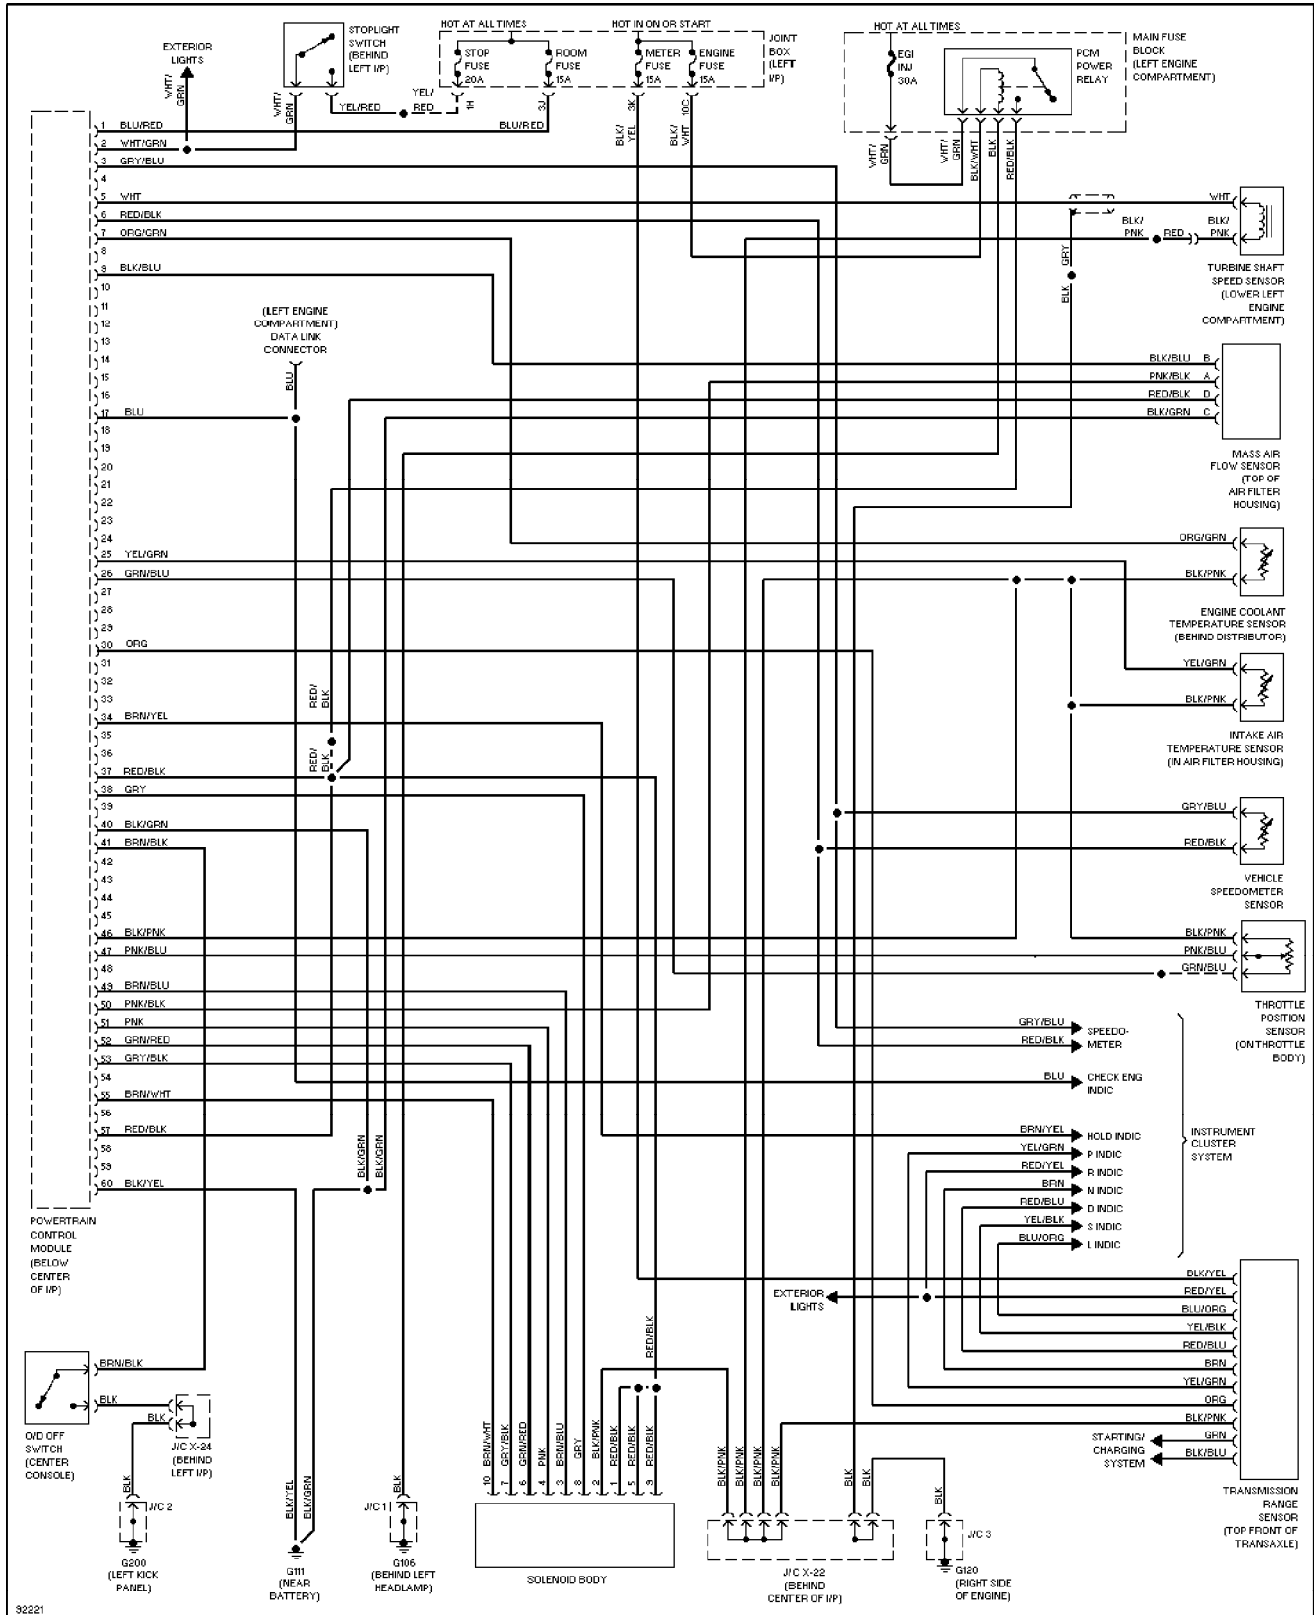 HOT AT ALL TIMES
HOT IN ON OR START
HOT AT ALL TIMES
EXTERIOR
LIGHTS
STOPLIGHT
SWITCH
(BEHIND
LEFT I/P)
STOP
FUSE
20A
ROOM
FUSE
15A
METER
FUSE
15A
ENGINE
FUSE
15A
JOINT
BOX
(LEFT
I/P)
EGI
INJ
30A
PCM
POWER
RELAY
MAIN FUSE
BLOCK
(LEFT ENGINE
COMPARTMENT)
WHT/
GRN
WHT/
GRN
YEL/RED
YEL/
RED
1H
3J
BLU/RED
BLK/
YEL
3K
BLK/
WHT
10C
WHT/
GRN
WHT/
GRN
BLK/WHT
BLK
RED/BLK
1 BLU/RED
2 WHT/GRN
3 GRY/BLU
4
5 WHT
6 RED/BLK
7 ORG/GRN
8
9 BLK/BLU
10
11
12
13
14
15
16
17 BLU
18
19
20
21
22
23
24
25 YEL/GRN
26 GRN/BLU
27
28
29
30 ORG
31
32
33
34 BRN/YEL
35
36
37 RED/BLK
38 GRY
39
40 BLK/GRN
41 BRN/BLK
42
43
44
45
46 BLK/PNK
47 PNK/BLU
48
49 BRN/BLU
50 PNK/BLK
51 PNK
52 GRN/RED
53 GRY/BLK
54
55 BRN/WHT
56
57 RED/BLK
58
59
60 BLK/YEL
POWERTRAIN
CONTROL
MODULE
(BELOW
CENTER
OF I/P)
(LEFT ENGINE
COMPARTMENT)
DATA LINK
CONNECTOR
BLU
RED/
BLK
RED/
BLK
BLK/GRN
BLK/GRN
GRY
BLK
WHT
BLK/
PNK
RED
BLK/
PNK
TURBINE SHAFT
SPEED SENSOR
(LOWER LEFT
ENGINE
COMPARTMENT)
BLK/BLU B
PNK/BLK A
RED/BLK D
BLK/GRN C
MASS AIR
FLOW SENSOR
(TOP OF
AIR FILTER
HOUSING)
ORG/GRN
BLK/PNK
ENGINE COOLANT
TEMPERATURE SENSOR
(BEHIND DISTRIBUTOR)
YEL/GRN
BLK/PNK
INTAKE AIR
TEMPERATURE SENSOR
(IN AIR FILTER HOUSING)
GRY/BLU
RED/BLK
VEHICLE
SPEEDOMETER
SENSOR
BLK/PNK
PNK/BLU
GRN/BLU
THROTTLE
POSITION
SENSOR
(ON THROTTLE
BODY)
GRY/BLU
RED/BLK
SPEEDO-
METER
BLU
CHECK ENG
INDIC
BRN/YEL HOLD INDIC
YEL/GRN P INDIC
RED/YEL R INDIC
BRN N INDIC
RED/BLU D INDIC
YEL/BLK S INDIC
BLU/ORG L INDIC
INSTRUMENT
CLUSTER
SYSTEM
EXTERIOR
LIGHTS
BLK/YEL
RED/YEL
BLU/ORG
YEL/BLK
RED/BLU
BRN
YEL/GRN
ORG
BLK/PNK
GRN
BLK/BLU
STARTING/
CHARGING
SYSTEM
TRANSMISSION
RANGE
SENSOR
(TOP FRONT OF
TRANSAXLE)
BRN/BLK
BLK
BLK
O/D OFF
SWITCH
(CENTER
CONSOLE)
J/C X-24
(BEHIND
LEFT I/P)
BLK
J/C 2
G200
(LEFT KICK
PANEL)
BLK/YEL
BLK/GRN
G111
(NEAR
BATTERY)
BLK
J/C 1
G106
(BEHIND LEFT
HEADLAMP)
RED/BLK
10 BRN/WHT
7 GRY/BLK
6 GRN/RED
4 PNK
3 BRN/BLU
8 GRY
2 BLK/PNK
1 RED/BLK
5 RED/BLK
9 RED/BLK
SOLENOID BODY
BLK/PNK
BLK/PNK
BLK/PNK
BLK/PNK
BLK
BLK
J/C X-22
(BEHIND
CENTER OF I/P)
BLK
J/C 3
G120
(RIGHT SIDE
OF ENGINE)
92221